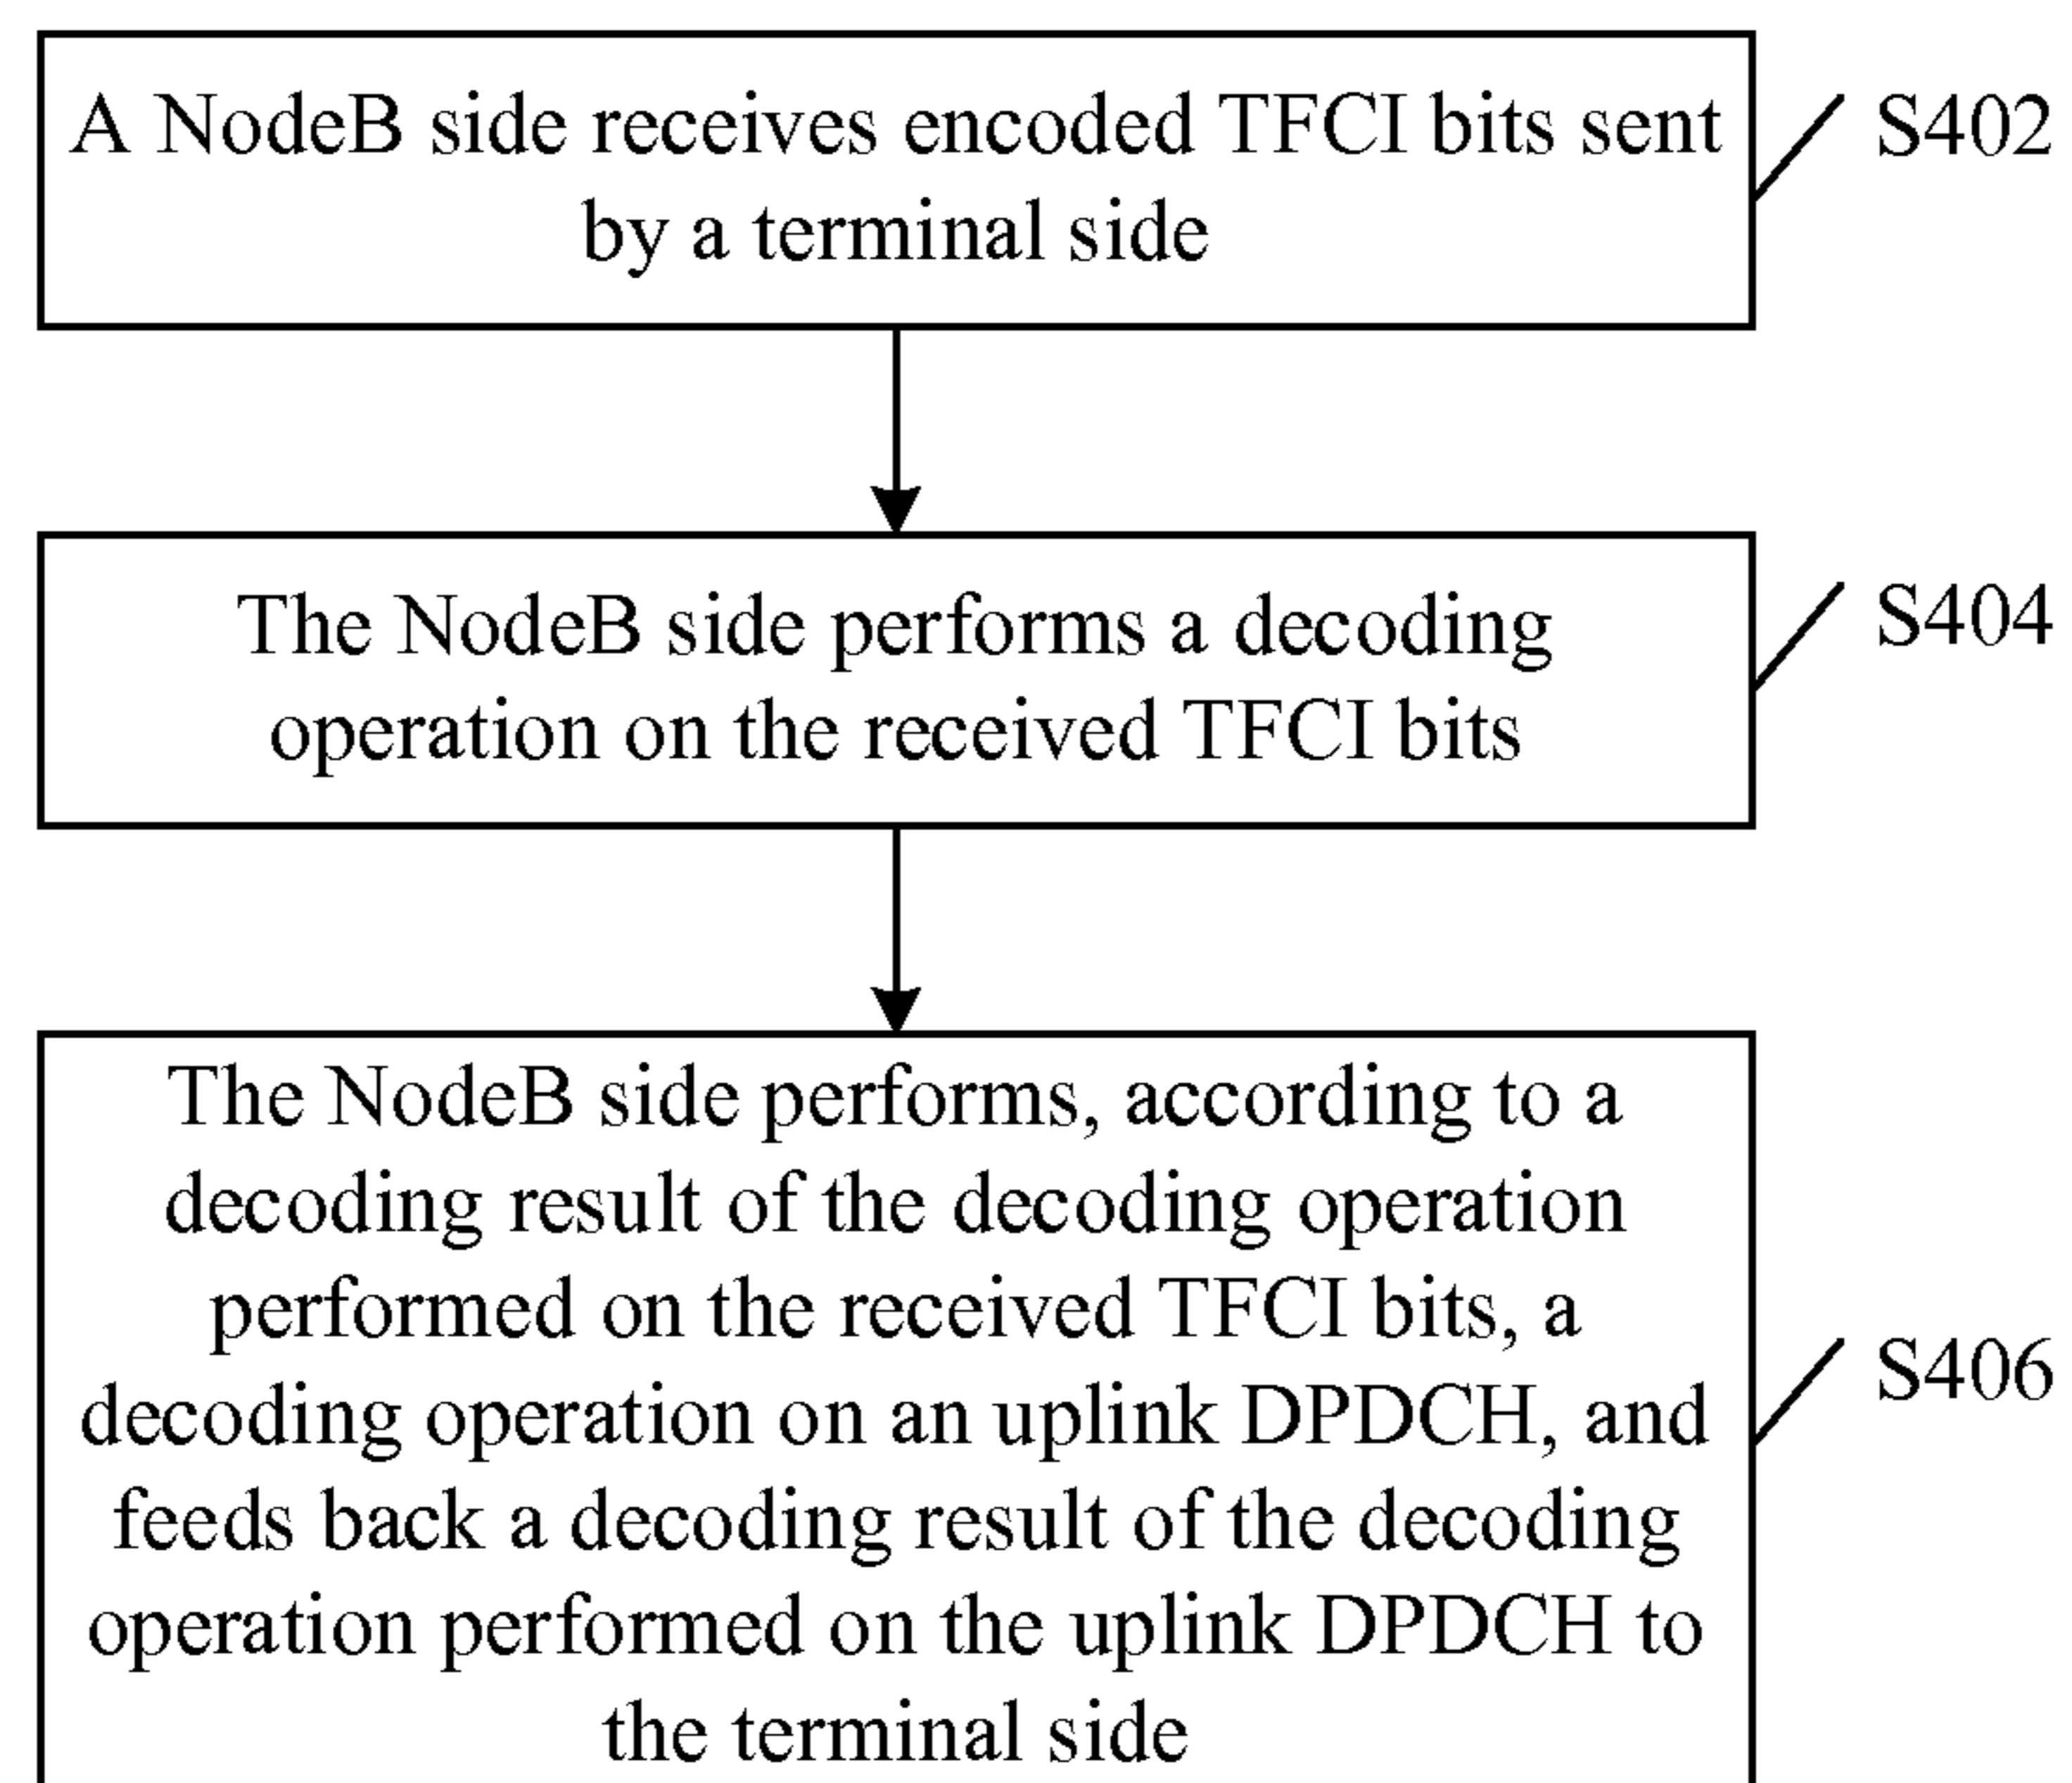 A NodeB side receives encoded TFCI bits sent
by a terminal side
S402
The NodeB side performs a decoding
operation on the received TFCI bits
S404
The NodeB side performs, according to a
decoding result of the decoding operation
performed on the received TFCI bits, a
decoding operation on an uplink DPDCH, and
feeds back a decoding result of the decoding
operation performed on the uplink DPDCH to
the terminal side
S406